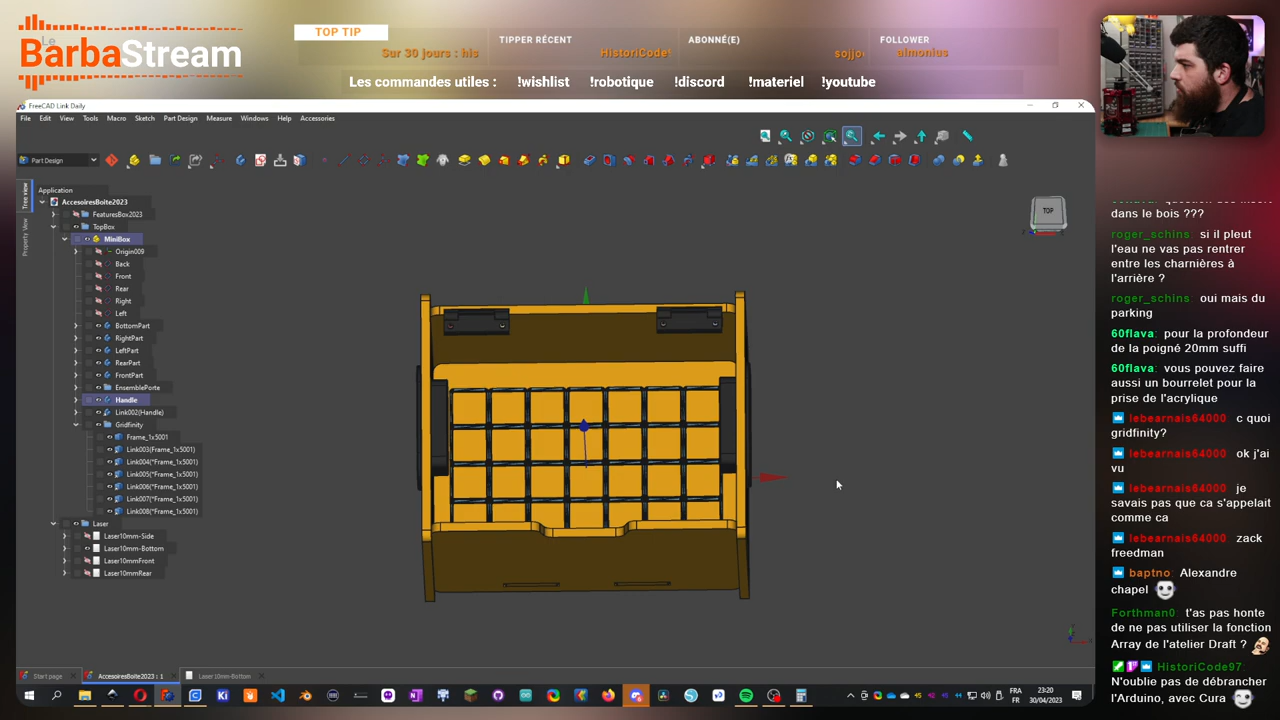 Le
BarbaStream
TOP TIP
Sur 30 jours : his
TIPPER RÉCENT
HistoriCode9
ABONNÉ(E)
sojjo
FOLLOWER
almonius
Les commandes utiles : !wishlist !robotique !discord !materiel !youtube
FreeCAD Link Daily
File Edit View Tools Macro Sketch Part Design Measure Windows Help Accessories
Part Design
TOP
Tree view
Property View
Application
AccesoiresBoite2023
FeaturesBox2023
TopBox
MiniBox
Origin009
Back
Front
Rear
Right
Left
BottomPart
RightPart
LeftPart
RearPart
FrontPart
EnsemblePorte
Handle
Link002(Handle)
Gridfinity
Frame_1x5001
Link003(Frame_1x5001)
Link004(*Frame_1x5001)
Link005(*Frame_1x5001)
Link006(*Frame_1x5001)
Link007(*Frame_1x5001)
Link008(*Frame_1x5001)
Laser
Laser10mm-Side
Laser10mm-Bottom
Laser10mmFront
Laser10mmRear
Start page
AccesoiresBoite2023 : 1
Laser10mm-Bottom
FR
FR
23:20
30/04/2023
dans le bois ???
roger_schins: si il pleut
l'eau ne vas pas rentrer
entre les charnières à
l'arrière ?
roger_schins: oui mais du
parking
60flava: pour la profondeur
de la poigné 20mm suffi
60flava: vous pouvez faire
aussi un bourrelet pour la
prise de l'acrylique
lebearnais64000: c quoi
gridfinity?
lebearnais64000: ok j'ai
vu
lebearnais64000: je
savais pas que ca s'appelait
comme ca
lebearnais64000: zack
freedman
baptno: Alexandre
chapel
Forthman0: t'as pas honte
de ne pas utiliser la fonction
Array de l'atelier Draft ?
HistoriCode97:
N'oublie pas de débrancher
l'Arduino, avec Cura